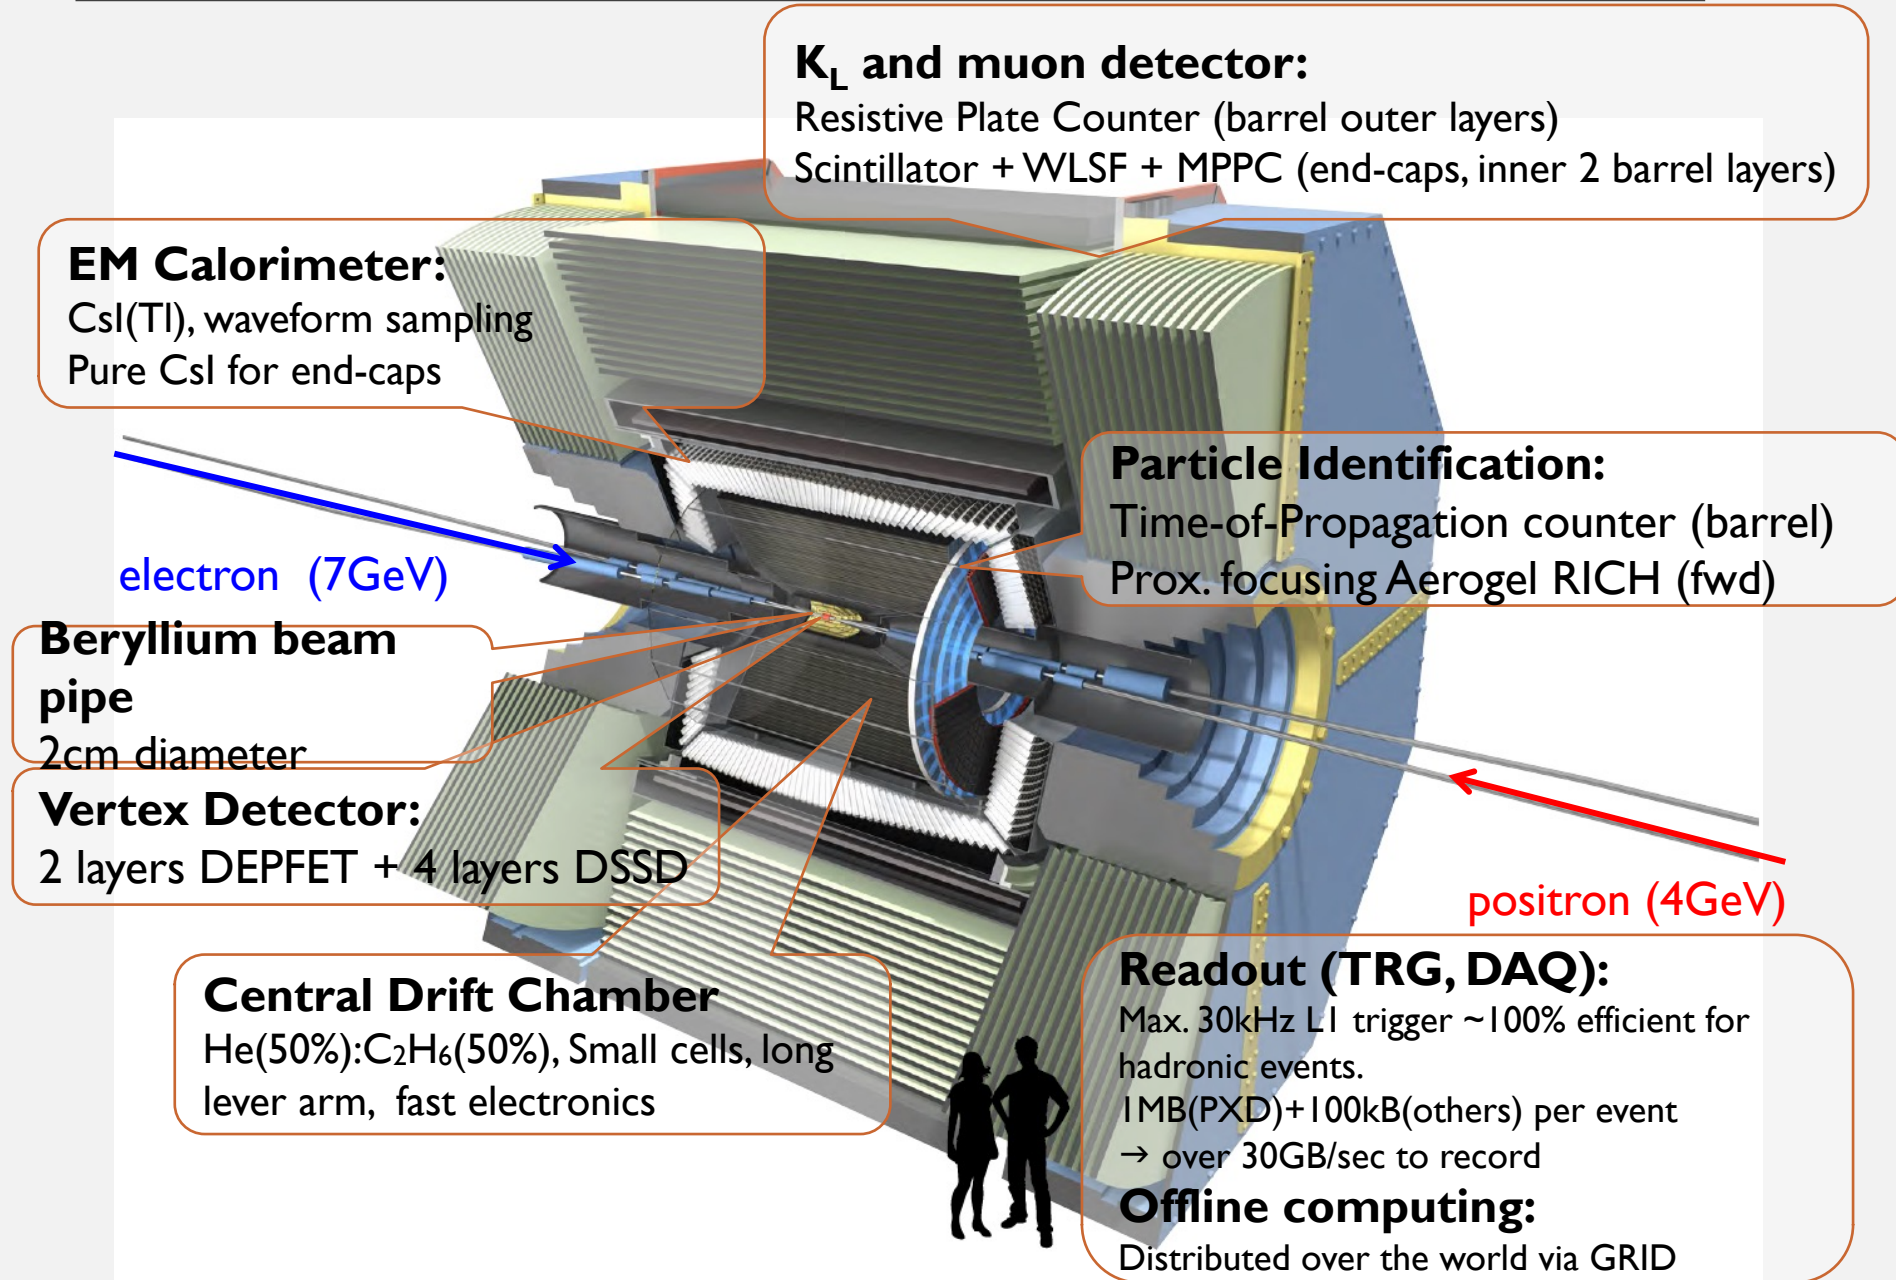 K_L and muon detector:
Resistive Plate Counter (barrel outer layers)
Scintillator + WLSF + MPPC (end-caps, inner 2 barrel layers)
EM Calorimeter:
CsI(Tl), waveform sampling
Pure CsI for end-caps
Particle Identification:
Time-of-Propagation counter (barrel)
Prox. focusing Aerogel RICH (fwd)
electron (7GeV)
Beryllium beam
pipe
2cm diameter
Vertex Detector:
2 layers DEPFET + 4 layers DSSD
positron (4GeV)
Central Drift Chamber
He(50%):C₂H₆(50%), Small cells, long
lever arm, fast electronics
Readout (TRG, DAQ):
Max. 30kHz L1 trigger ~100% efficient for
hadronic events.
1MB(PXD)+100kB(others) per event
→ over 30GB/sec to record
Offline computing:
Distributed over the world via GRID